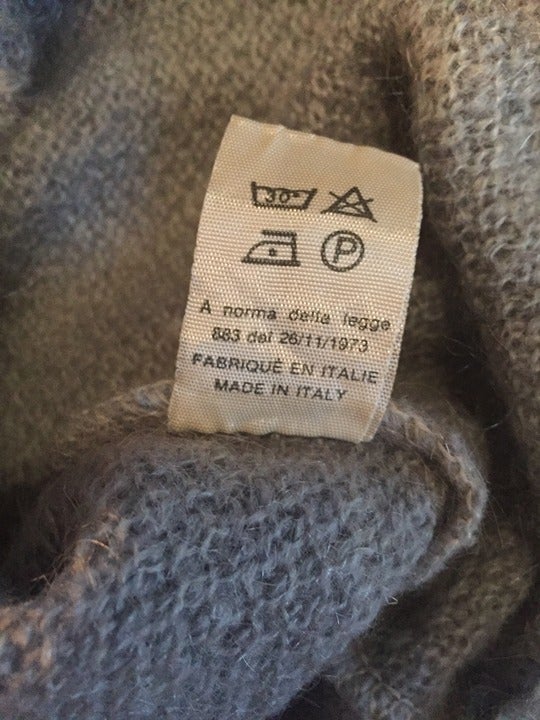 30°
P
A norma della legge
883 del 26/11/1973
FABRIQUÉ EN ITALIE
MADE IN ITALY